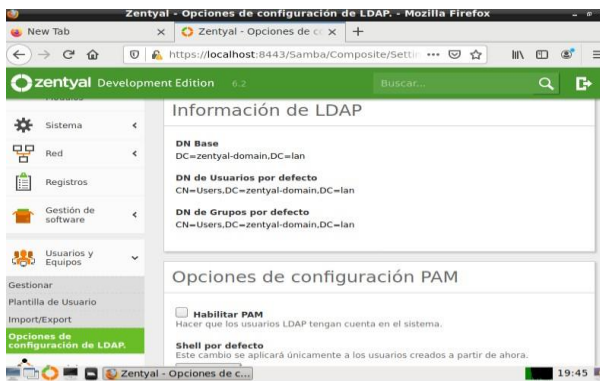 Zentyal - Opciones de configuración de LDAP. - Mozilla Firefox
New Tab
Zentyal - Opciones de co
https://localhost:8443/Samba/Composite/Settin
zentyal Development Edition 6.2
Buscar...
Sistema
Red
Registros
Gestión de
software
Usuarios y
Equipos
Gestionar
Plantilla de Usuario
Import/Export
Opciones de
configuración de LDAP.
Información de LDAP
DN Base
DC=zentyal-domain,DC=lan
DN de Usuarios por defecto
CN=Users,DC=zentyal-domain,DC=lan
DN de Grupos por defecto
CN=Users,DC=zentyal-domain,DC=lan
Opciones de configuración PAM
Habilitar PAM
Hacer que los usuarios LDAP tengan cuenta en el sistema.
Shell por defecto
Este cambio se aplicará únicamente a los usuarios creados a partir de ahora.
Zentyal - Opciones de c...
19:45